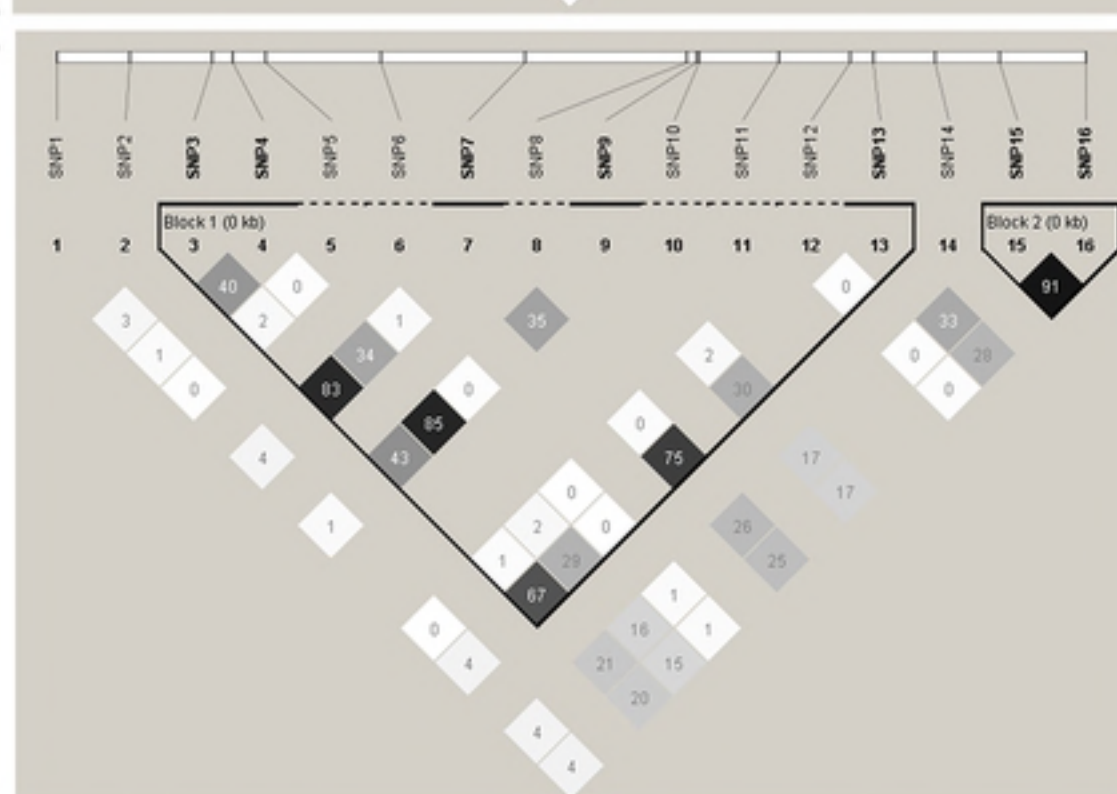 SNP1 SNP2 SNP3 SNP4 SNP5 SNP6 SNP7 SNP8 SNP9 SNP10 SNP11 SNP12 SNP13 SNP14 SNP15 SNP16
Block 1 (0 kb) Block 2 (0 kb)
1 2 3 4 5 6 7 8 9 10 11 12 13 14 15 16
40 0 0 91
3 2 1 35 33
1 34 2 0 28
0 83 0 30 0
85 0
4 43 75 17
0 17
1 2 0 26
1 29 25
67 1
0 16 1
4 21 15
20
4
4